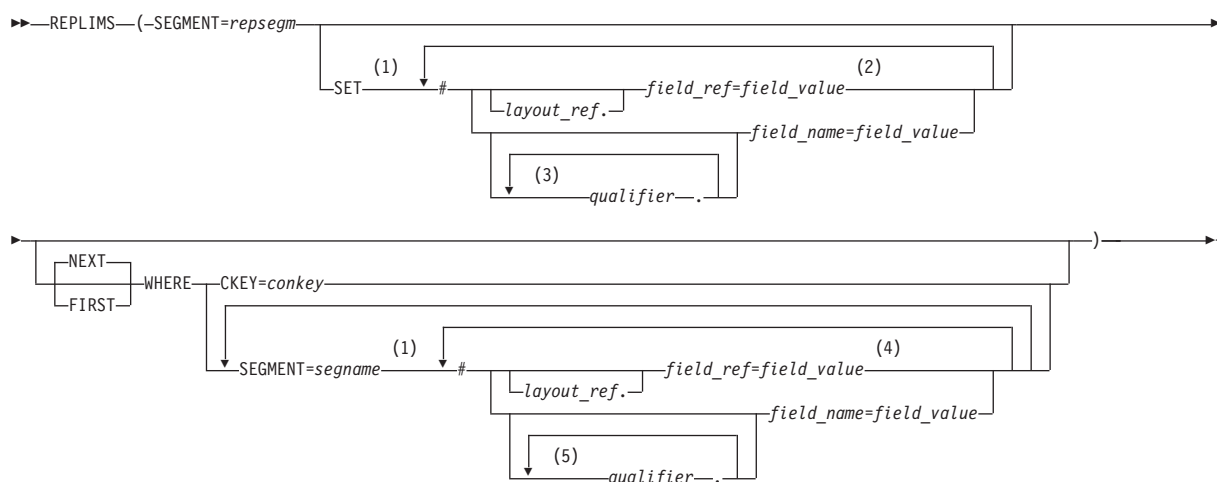 REPLIMS ( SEGMENT=repsegm
(1) (2)
SET # field_ref=field_value
layout_ref.
field_name=field_value
(3)
qualifier .
)
NEXT
WHERE CKEY=conkey
FIRST
(1) (4)
SEGMENT=segname # field_ref=field_value
layout_ref.
field_name=field_value
(5)
qualifier .